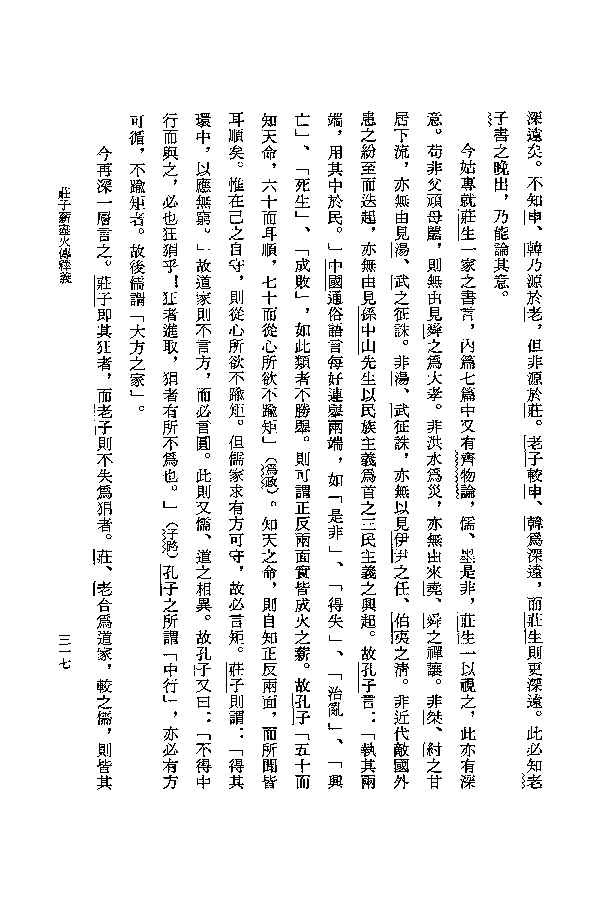 深遠矣。不知申、韓乃源於老，但非源於莊。老子較申、韓爲深遠，而莊生則更深遠。此必知老
子書之晚出，乃能論其意。
今姑專就莊生一家之書言，內篇七篇中又有齊物論，儒、墨是非，莊生一以視之，此亦有深
意。苟非父頑母嚚，則無由見舜之爲大孝。非洪水爲災，亦無由來堯、舜之禪讓。非桀、紂之甘
居下流，亦無由見湯、武之征誅。非湯、武征誅，亦無以見伊尹之任、伯夷之清。非近代敵國外
患之紛至而迭起，亦無由見孫中山先生以民族主義爲首之三民主義之興起。故孔子言：「執其兩
端，用其中於民。」中國通俗語言每好連舉兩端，如「是非」、「得失」、「治亂」、「興
亡」、「死生」、「成敗」，如此類者不勝舉。則可謂正反兩面實皆成火之薪。故孔子「五十而
知天命，六十而耳順，七十而從心所欲不踰矩」（爲政）。知天之命，則自知正反兩面，而所聞皆
耳順矣。惟在己之自守，則從心所欲不踰矩。但儒家求有方可守，故必言矩。莊子則謂：「得其
環中，以應無窮。」故道家則不言方，而必言圓。此則又儒、道之相異。故孔子又曰：「不得中
行而與之，必也狂狷乎！狂者進取，狷者有所不爲也。」（子路）孔子之所謂「中行」，亦必有方
可循，不踰矩者。故後儒謂「大方之家」。
今再深一層言之。莊子即其狂者，而老子則不失爲狷者。莊、老合爲道家，較之儒，則皆其
莊子薪盡火傳釋義
三一七